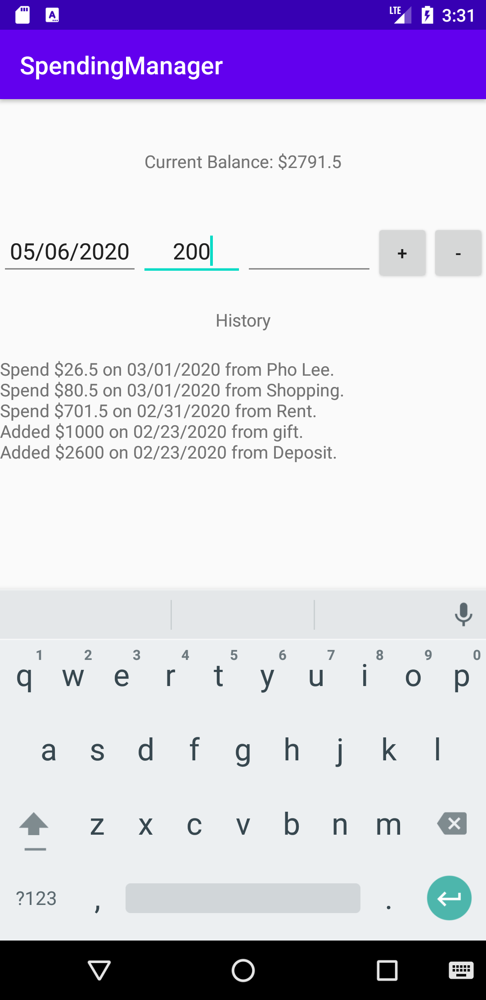 LTE 3:31
SpendingManager
Current Balance: $2791.5
05/06/2020 200 + -
History
Spend $26.5 on 03/01/2020 from Pho Lee.
Spend $80.5 on 03/01/2020 from Shopping.
Spend $701.5 on 02/31/2020 from Rent.
Added $1000 on 02/23/2020 from gift.
Added $2600 on 02/23/2020 from Deposit.
1 2 3 4 5 6 7 8 9 0
q w e r t y u i o p
a s d f g h j k l
z x c v b n m
?123 , .